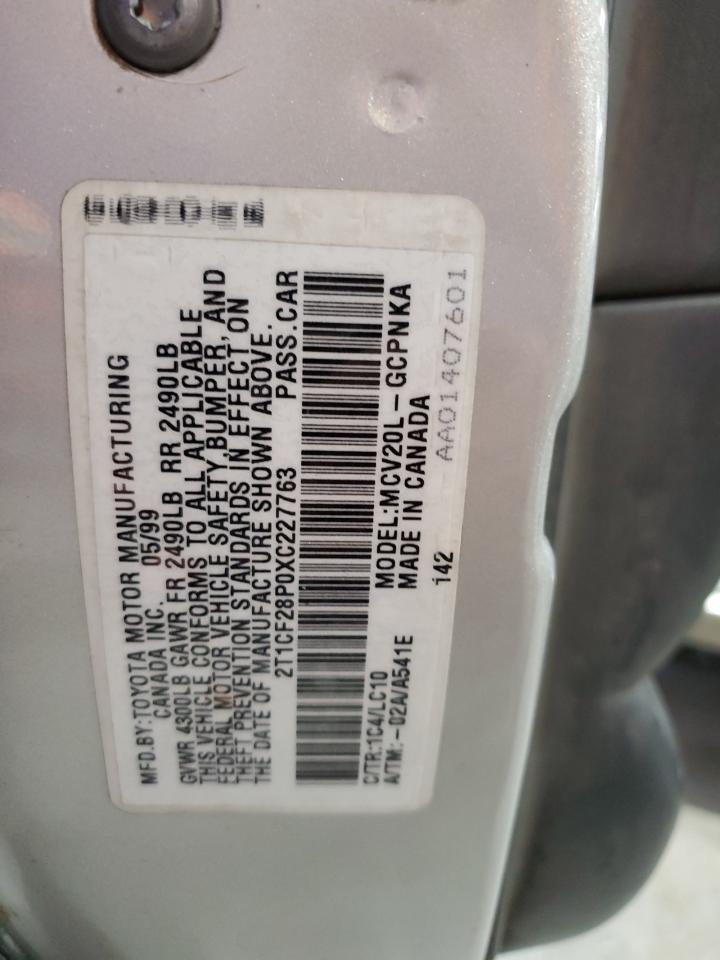 MFD.BY:TOYOTA MOTOR MANUFACTURING
CANADA INC. 05/99
GVWR 4300LB GAWR FR 2490LB RR 2490LB
THIS VEHICLE CONFORMS TO ALL APPLICABLE
FEDERAL MOTOR VEHICLE SAFETY,BUMPER, AND
THEFT PREVENTION STANDARDS IN EFFECT ON
THE DATE OF MANUFACTURE SHOWN ABOVE.
2T1CF28P0XC227763 PASS.CAR
C/TR:1C4/LC10 MODEL:MCV20L-GCPNKA
A/TM:-02A/A541E MADE IN CANADA
i42 AA01407601